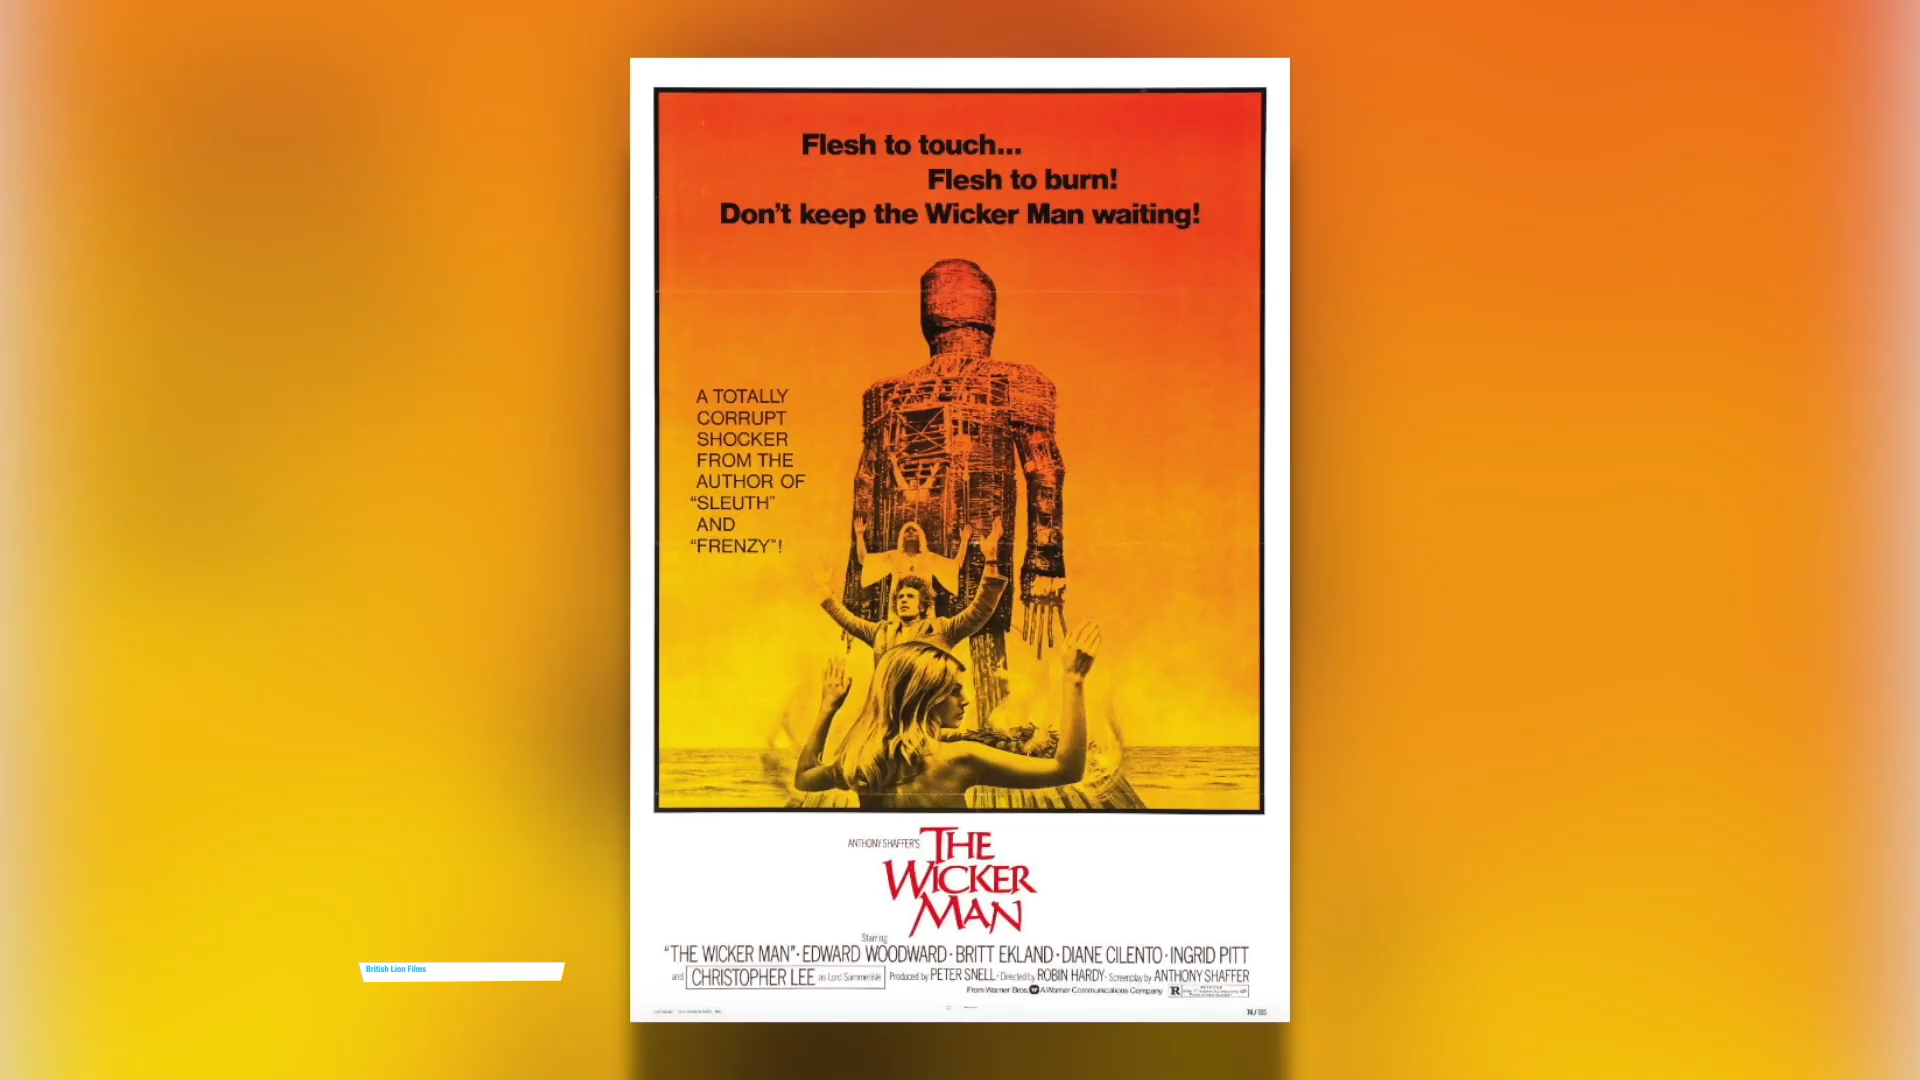 Flesh to touch...
Flesh to burn!
Don't keep the Wicker Man waiting!
A TOTALLY
CORRUPT
SHOCKER
FROM THE
AUTHOR OF
"SLEUTH"
AND
"FRENZY"!
ANTHONY SHAFFER'S THE
WICKER
MAN
Starring
"THE WICKER MAN" · EDWARD WOODWARD · BRITT EKLAND · DIANE CILENTO · INGRID PITT
and CHRISTOPHER LEE as Lord Summerisle Produced by PETER SNELL · Directed by ROBIN HARDY · Screenplay by ANTHONY SHAFFER
From Warner Bros. A Warner Communications Company R
British Lion Films